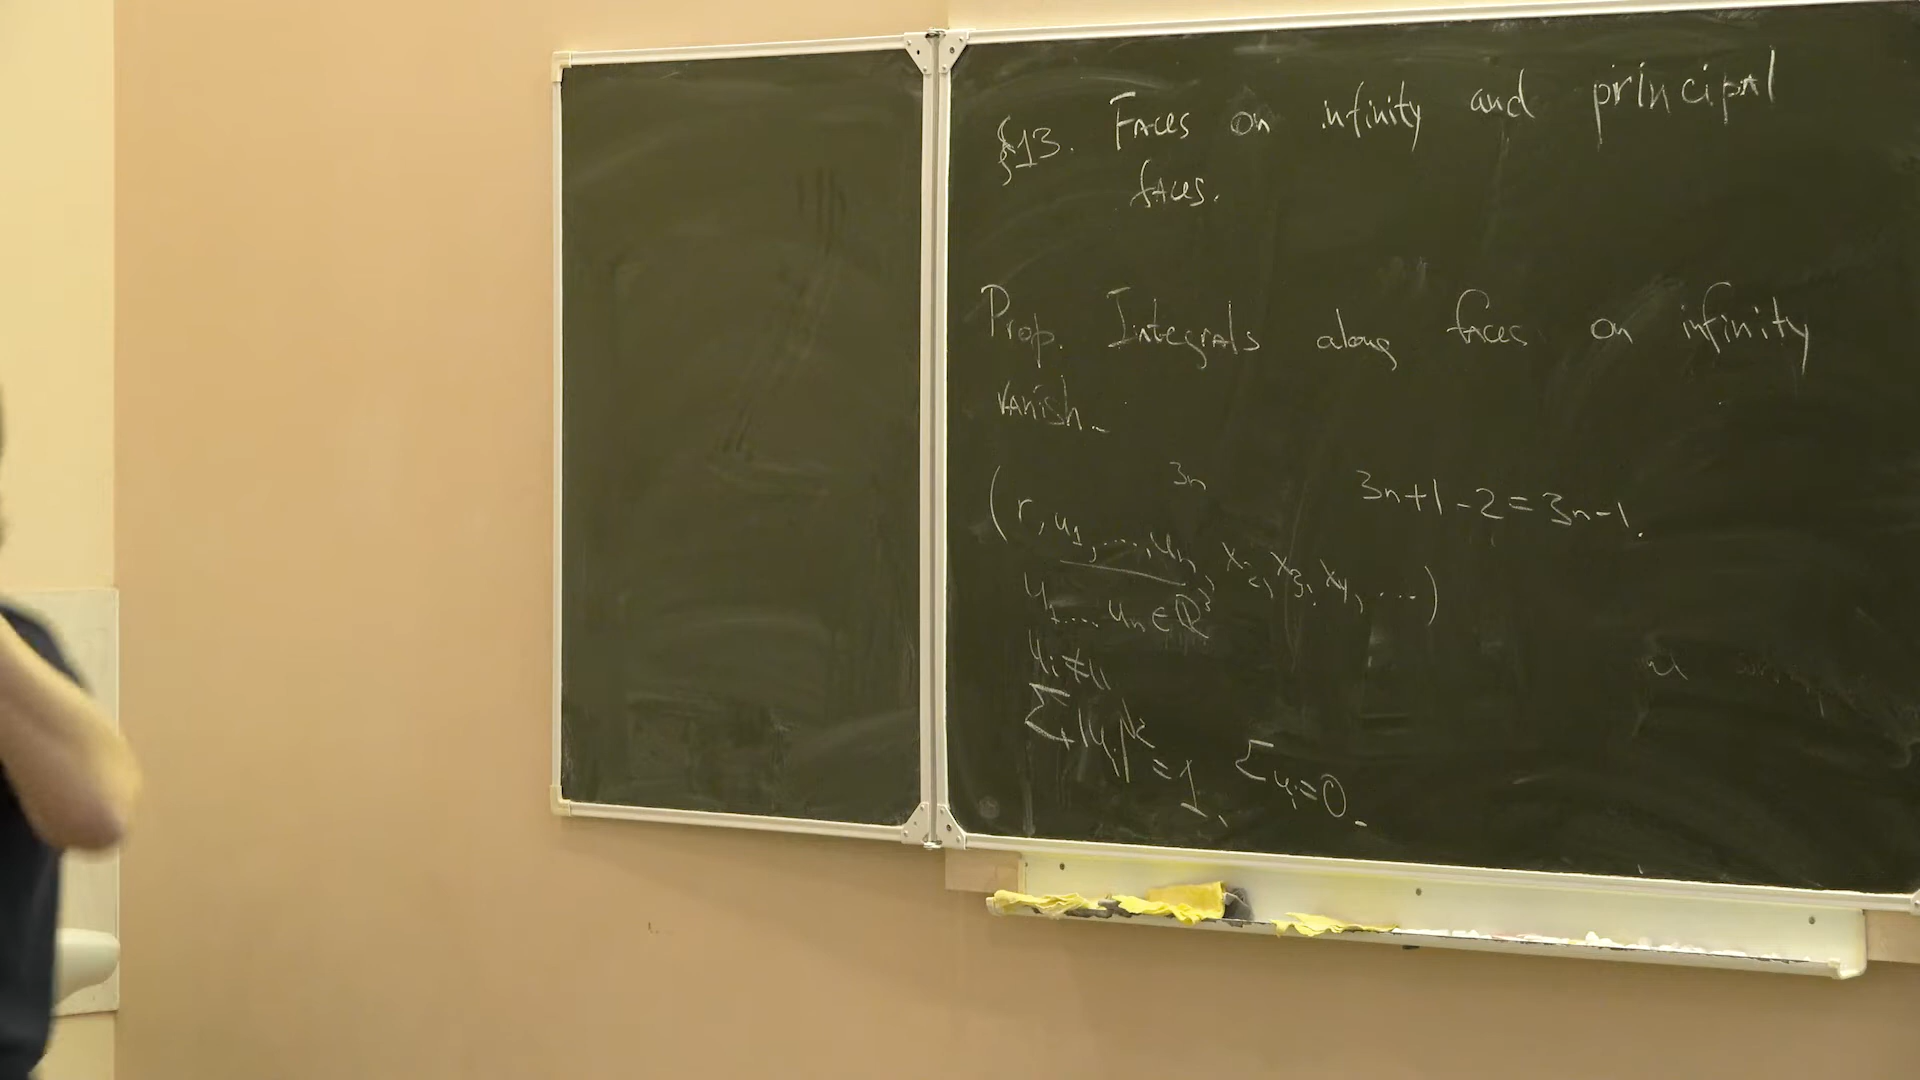 §13. Faces on infinity and principal
faces.
Prop. Integrals along faces on infinity
vanish.
3n 3n+1-2=3n-1.
(r, u₁, ..., uₙ, x₂, x₃, x₄, ...)
u₁...uₙ∈ℝ³
uᵢ≠u
Σ|uᵢ|²=1, Σuᵢ=0.